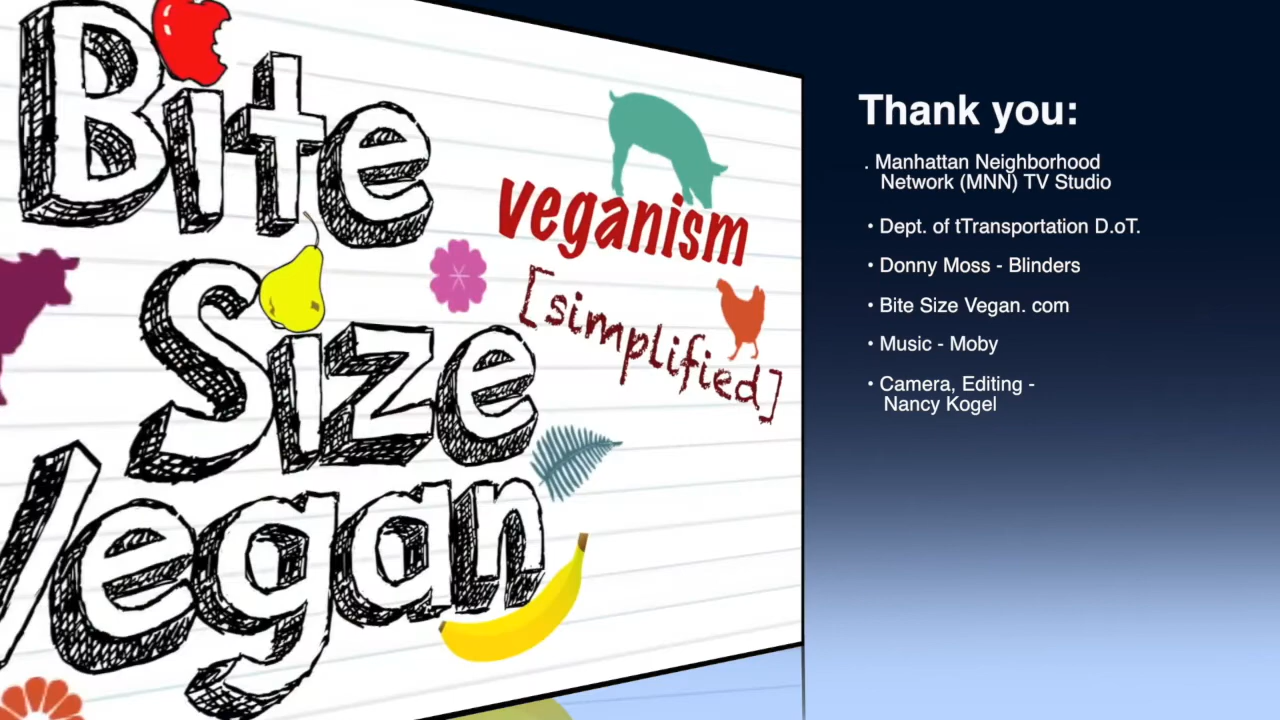 Bite
Size
Vegan
veganism
[simplified]
Thank you:
. Manhattan Neighborhood
Network (MNN) TV Studio
• Dept. of tTransportation D.oT.
• Donny Moss - Blinders
• Bite Size Vegan. com
• Music - Moby
• Camera, Editing -
Nancy Kogel